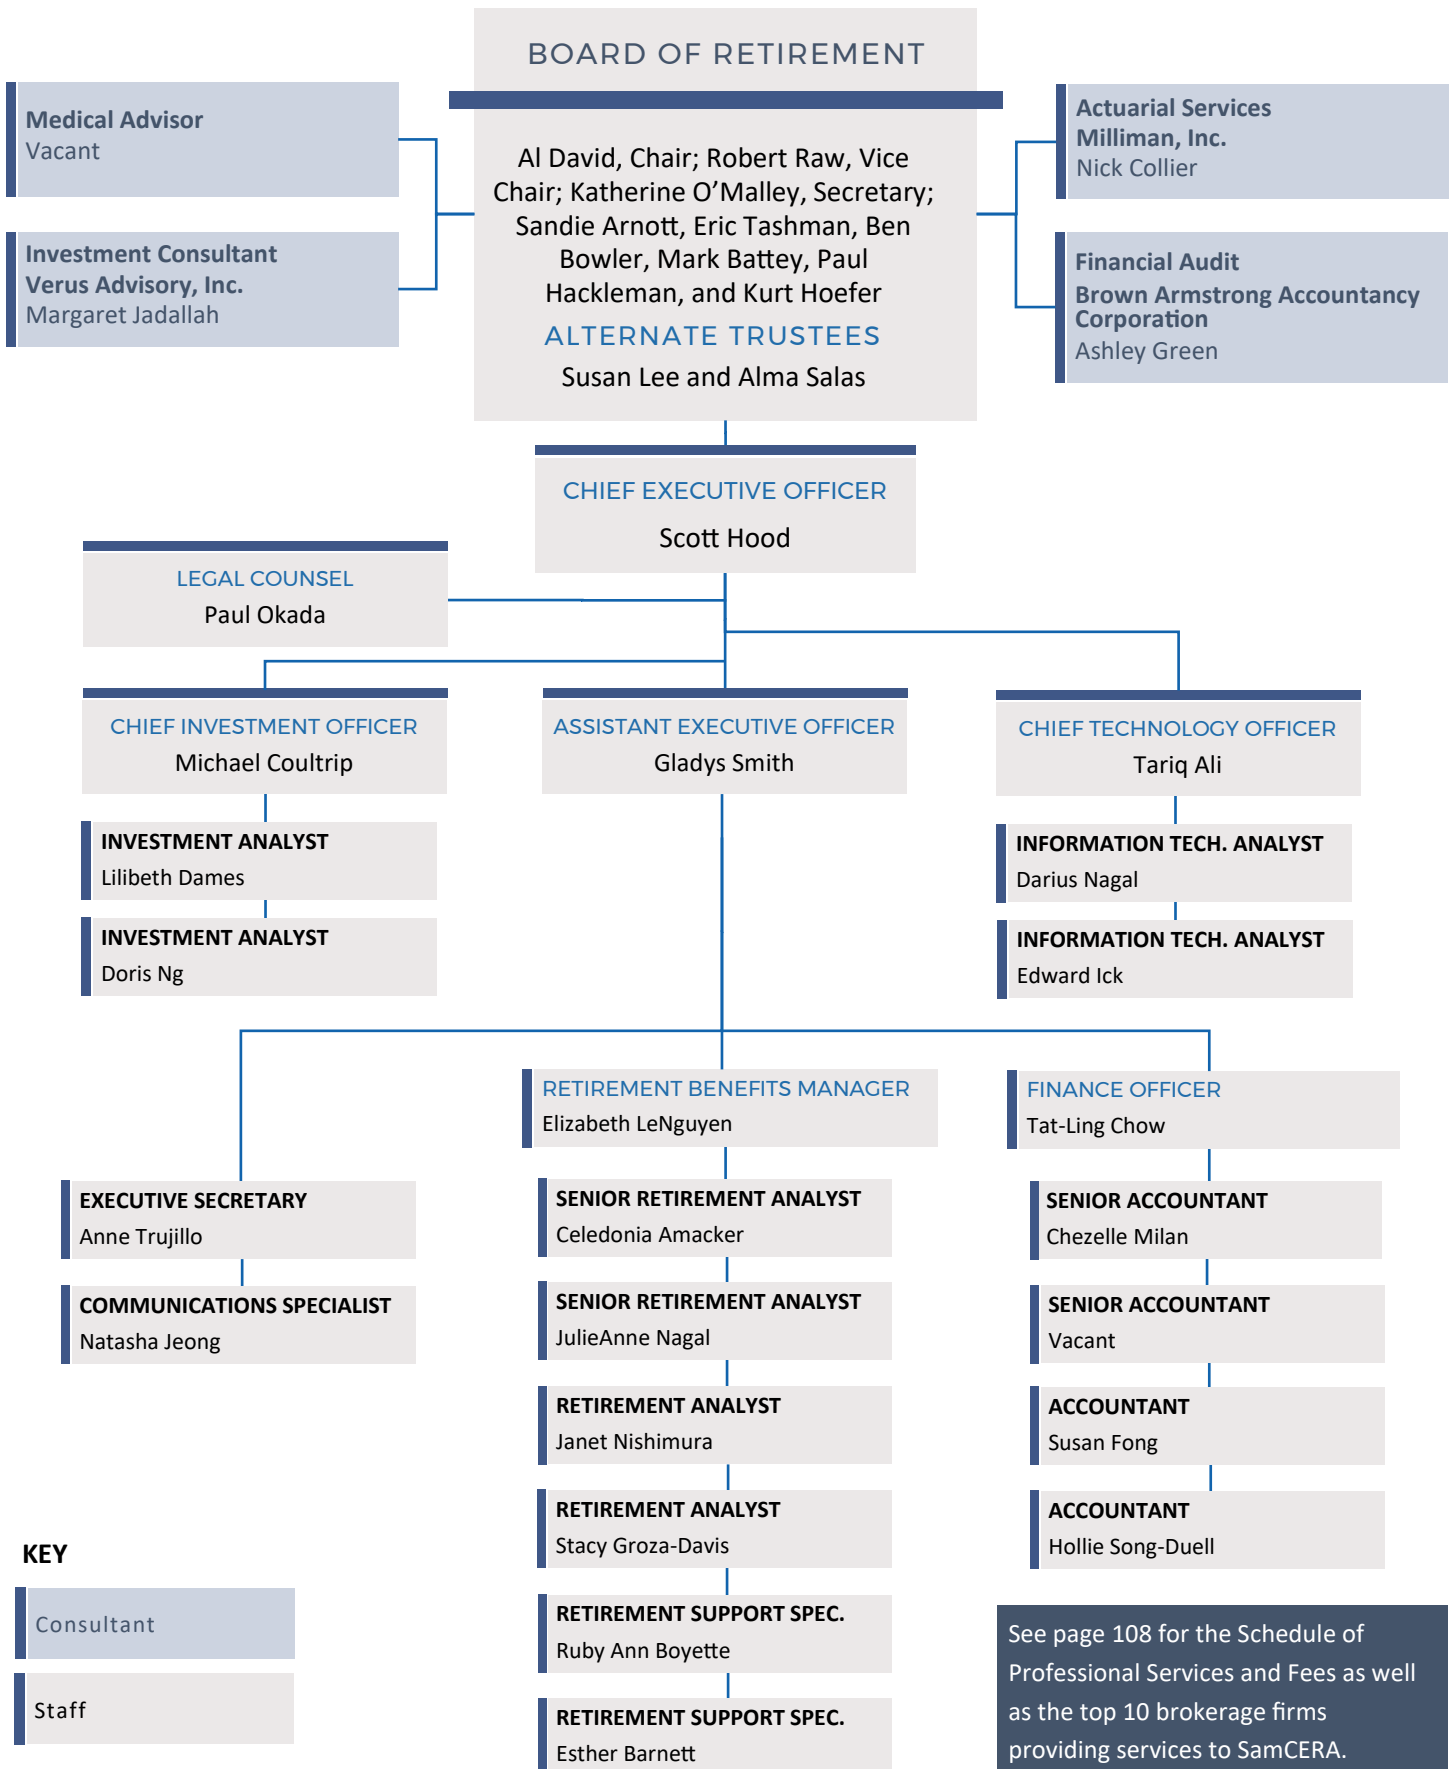 BOARD OF RETIREMENT
Medical Advisor
Vacant
Investment Consultant
Verus Advisory, Inc.
Margaret Jadallah
Al David, Chair; Robert Raw, Vice
Chair; Katherine O’Malley, Secretary;
Sandie Arnott, Eric Tashman, Ben
Bowler, Mark Battey, Paul
Hackleman, and Kurt Hoefer
ALTERNATE TRUSTEES
Susan Lee and Alma Salas
Actuarial Services
Milliman, Inc.
Nick Collier
Financial Audit
Brown Armstrong Accountancy
Corporation
Ashley Green
CHIEF EXECUTIVE OFFICER
Scott Hood
LEGAL COUNSEL
Paul Okada
CHIEF INVESTMENT OFFICER
Michael Coultrip
INVESTMENT ANALYST
Lilibeth Dames
INVESTMENT ANALYST
Doris Ng
ASSISTANT EXECUTIVE OFFICER
Gladys Smith
CHIEF TECHNOLOGY OFFICER
Tariq Ali
INFORMATION TECH. ANALYST
Darius Nagal
INFORMATION TECH. ANALYST
Edward Ick
EXECUTIVE SECRETARY
Anne Trujillo
COMMUNICATIONS SPECIALIST
Natasha Jeong
RETIREMENT BENEFITS MANAGER
Elizabeth LeNguyen
SENIOR RETIREMENT ANALYST
Celedonia Amacker
SENIOR RETIREMENT ANALYST
JulieAnne Nagal
RETIREMENT ANALYST
Janet Nishimura
RETIREMENT ANALYST
Stacy Groza-Davis
RETIREMENT SUPPORT SPEC.
Ruby Ann Boyette
RETIREMENT SUPPORT SPEC.
Esther Barnett
FINANCE OFFICER
Tat-Ling Chow
SENIOR ACCOUNTANT
Chezelle Milan
SENIOR ACCOUNTANT
Vacant
ACCOUNTANT
Susan Fong
ACCOUNTANT
Hollie Song-Duell
KEY
Consultant
Staff
See page 108 for the Schedule of
Professional Services and Fees as well
as the top 10 brokerage firms
providing services to SamCERA.